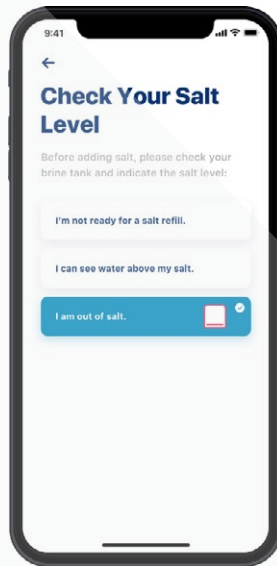 9:41
Check Your Salt
Level
Before adding salt, please check your
brine tank and indicate the salt level:
I'm not ready for a salt refill.
I can see water above my salt.
I am out of salt.